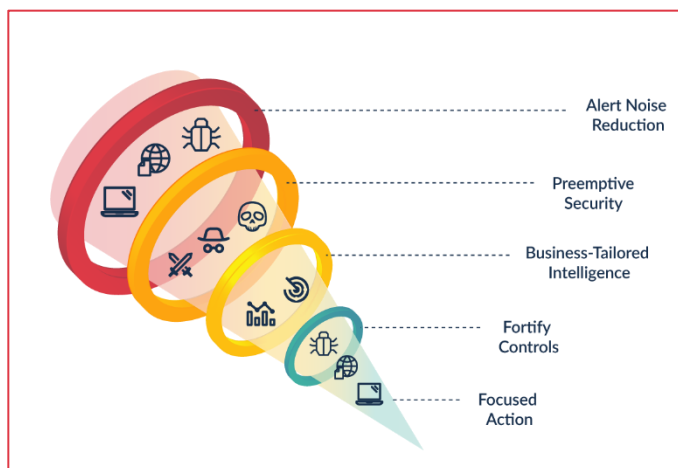 Alert Noise
Reduction
Preemptive
Security
Business-Tailored
Intelligence
Fortify
Controls
Focused
Action